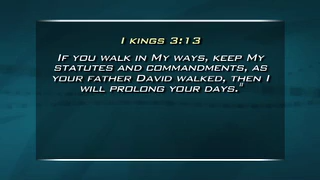 I Kings 3:13
If you walk in My ways, keep My
statutes and commandments, as
your father David walked, then I
will prolong your days."